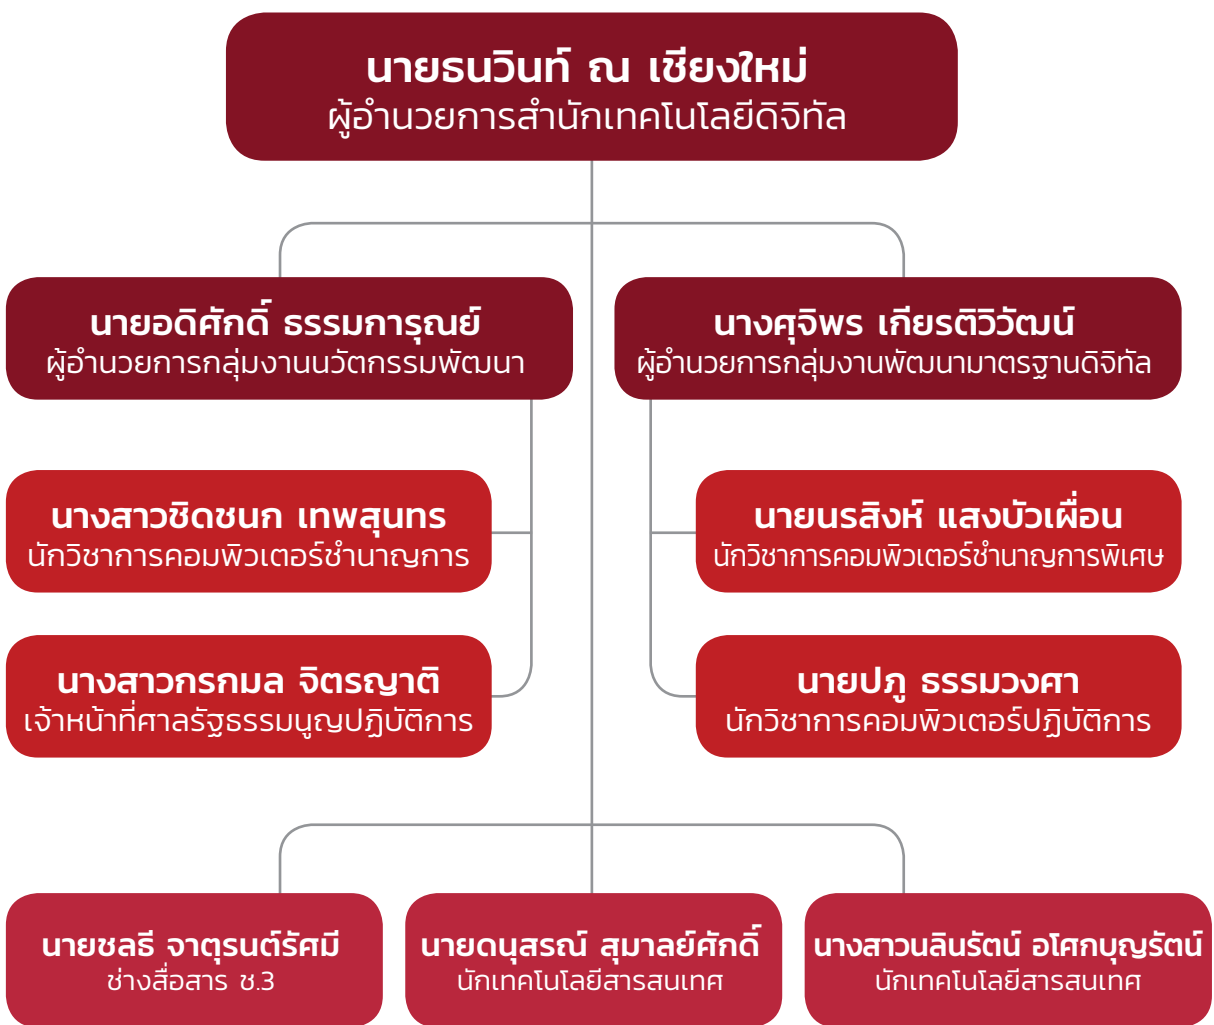 นายธนวินท์ ณ เชียงใหม่
ผู้อำนวยการสำนักเทคโนโลยีดิจิทัล
นายอดิศักดิ์ ธรรมการุณย์
ผู้อำนวยการกลุ่มงานนวัตกรรมพัฒนา
นางศุจิพร เกียรติวิวัฒน์
ผู้อำนวยการกลุ่มงานพัฒนามาตรฐานดิจิทัล
นางสาวชิดชนก เทพสุนทร
นักวิชาการคอมพิวเตอร์ชำนาญการ
นายนรสิงห์ แสงบัวเผื่อน
นักวิชาการคอมพิวเตอร์ชำนาญการพิเศษ
นางสาวกรกมล จิตรญาติ
เจ้าหน้าที่ศาลรัฐธรรมนูญปฏิบัติการ
นายปภู ธรรมวงศา
นักวิชาการคอมพิวเตอร์ปฏิบัติการ
นายชลธี จาตุรนต์รัศมี
ช่างสื่อสาร ช.3
นายดนุสรณ์ สุมาลย์ศักดิ์
นักเทคโนโลยีสารสนเทศ
นางสาวนลินรัตน์ อโศกบุญรัตน์
นักเทคโนโลยีสารสนเทศ